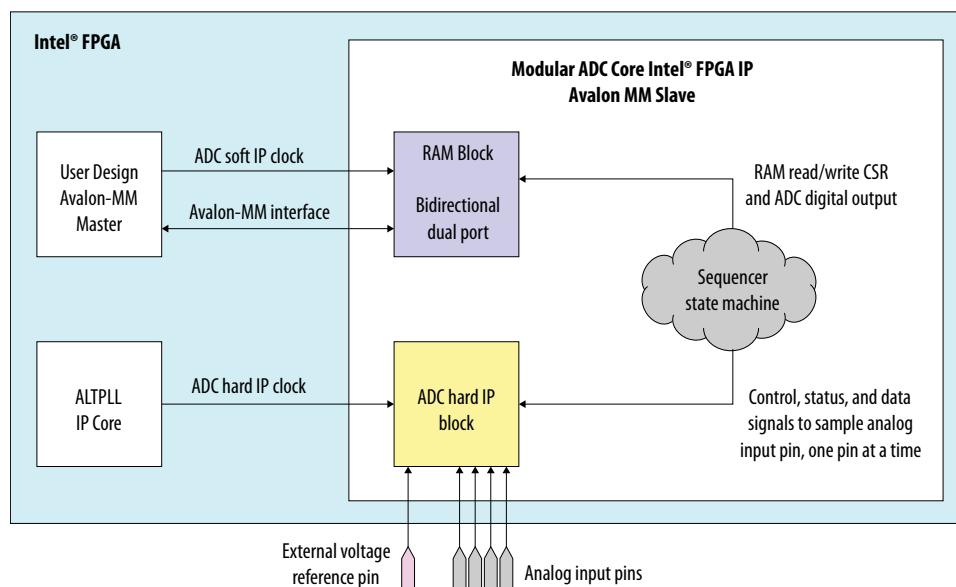 Intel® FPGA
Modular ADC Core Intel® FPGA IP
Avalon MM Slave
User Design
Avalon-MM
Master
ADC soft IP clock
Avalon-MM interface
RAM Block
Bidirectional
dual port
RAM read/write CSR
and ADC digital output
Sequencer
state machine
ALTPLL
IP Core
ADC hard IP clock
ADC hard IP
block
Control, status, and data
signals to sample analog
input pin, one pin at a time
External voltage
reference pin
Analog input pins